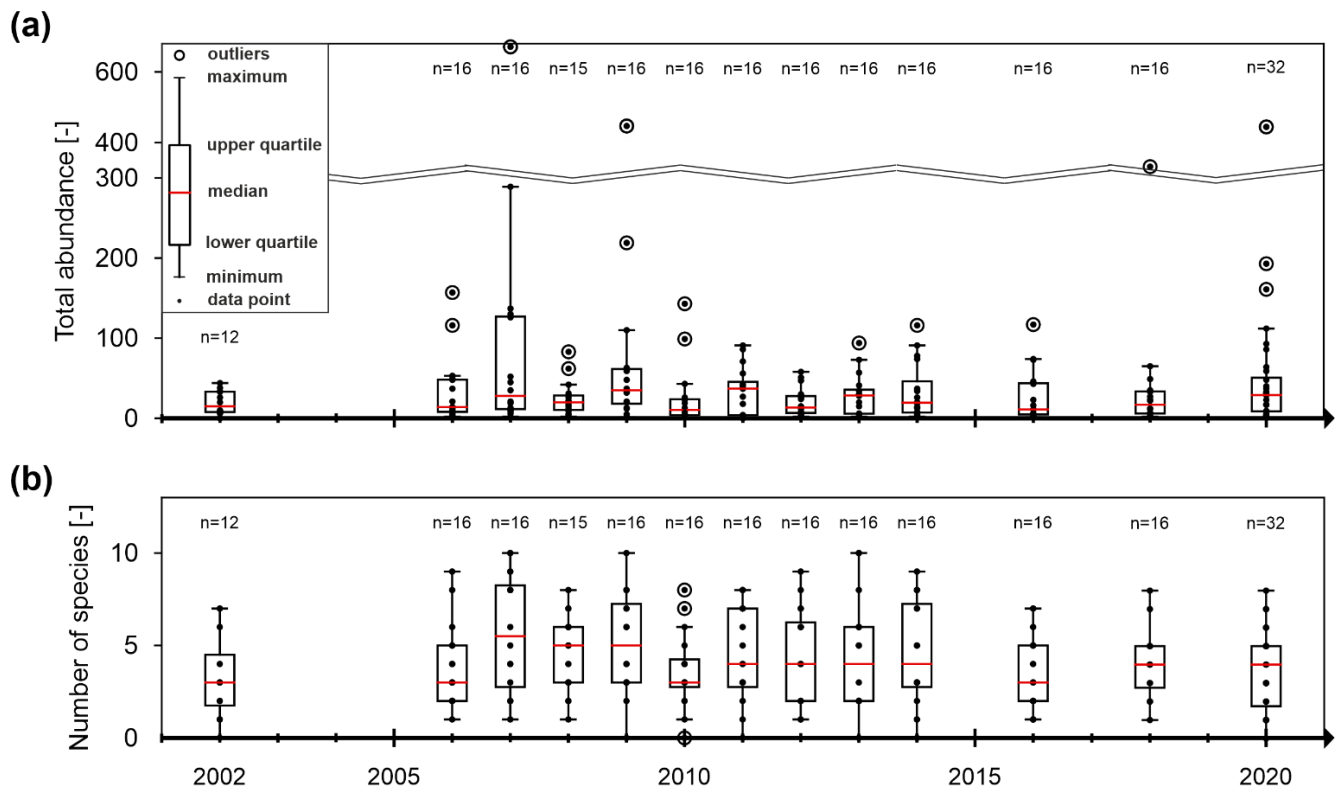 (a)
Total abundance [-]
600
400
300
200
100
0
outliers
maximum
upper quartile
median
lower quartile
minimum
data point
n=12
n=16 n=16 n=15 n=16 n=16 n=16 n=16 n=16 n=16 n=16 n=16 n=32
(b)
Number of species [-]
10
5
0
n=12 n=16 n=16 n=15 n=16 n=16 n=16 n=16 n=16 n=16 n=16 n=16 n=32
2002 2005 2010 2015 2020